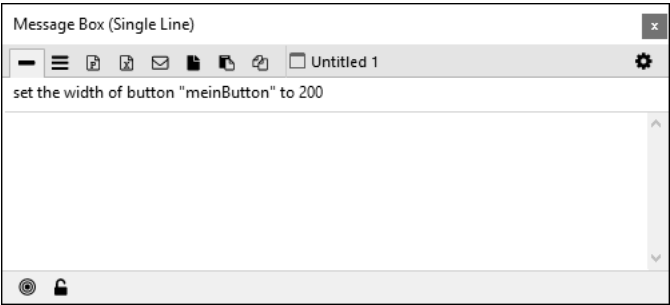 Message Box (Single Line)
Untitled 1
set the width of button "meinButton" to 200